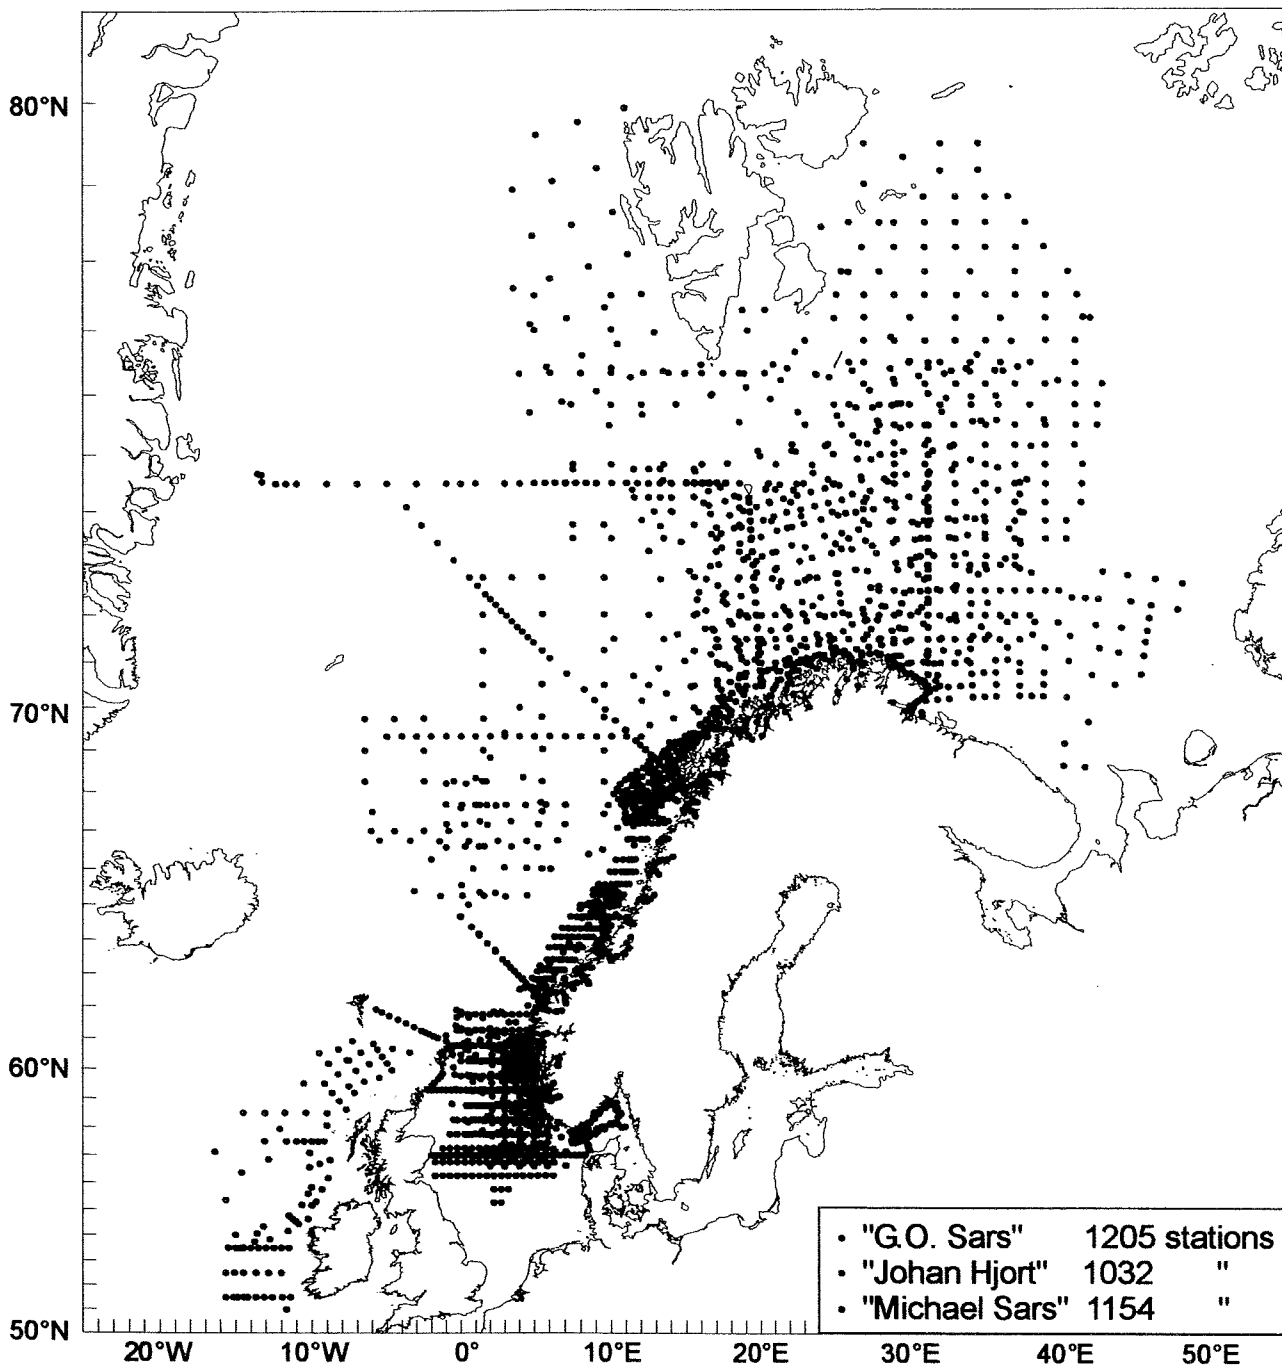 80°N
70°N
60°N
50°N
• "G.O. Sars" 1205 stations
• "Johan Hjort" 1032 "
• "Michael Sars" 1154 "
20°W 10°W 0° 10°E 20°E 30°E 40°E 50°E